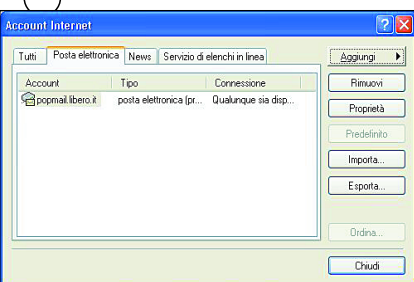 Account Internet
Tutti Posta elettronica News Servizio di elenchi in linea
Aggiungi
Account Tipo Connessione
Rimuovi
popmail.libero.it posta elettronica (pr... Qualunque sia disp...
Proprietà
Predefinito
Importa...
Esporta...
Ordina...
Chiudi